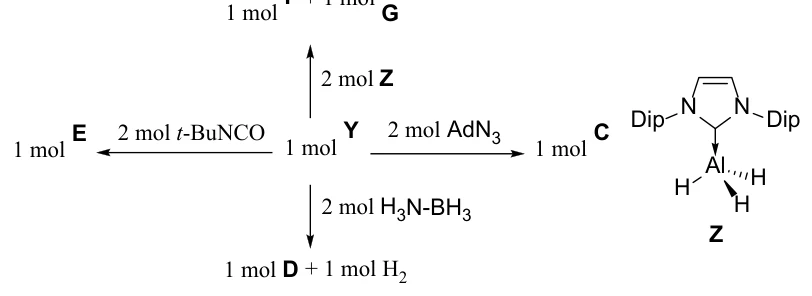 1 mol + 1 mol G
2 mol Z
E 2 mol t-BuNCO Y 2 mol AdN3 C
1 mol 1 mol 1 mol
2 mol H3N-BH3
1 mol D + 1 mol H2
N N
Dip Dip
Al
H H
H
Z